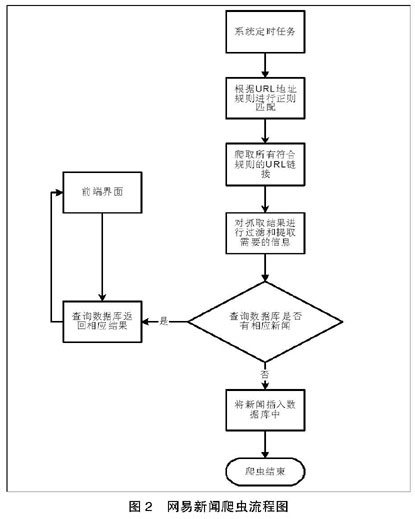 系统定时任务
根据URL地址
规则进行正则
匹配
爬取所有符合
规则的URL链
接
对抓取结果进
行过滤和提取
需要的信息
前端界面
查询数据库是否
有相应新闻
是
查询数据库返
回相应结果
否
将新闻插入数
据库中
爬虫结束
图2 网易新闻爬虫流程图